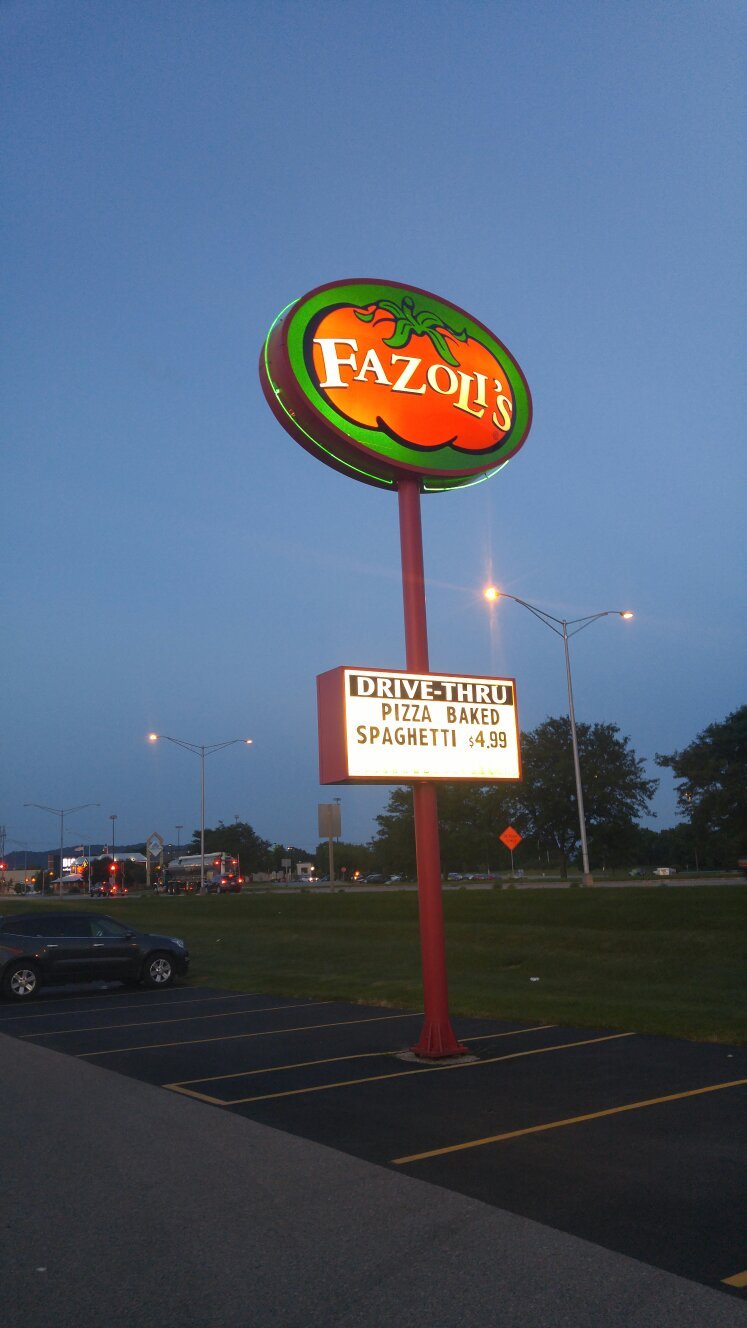 FAZOLI'S
DRIVE-THRU
PIZZA BAKED
SPAGHETTI $4.99